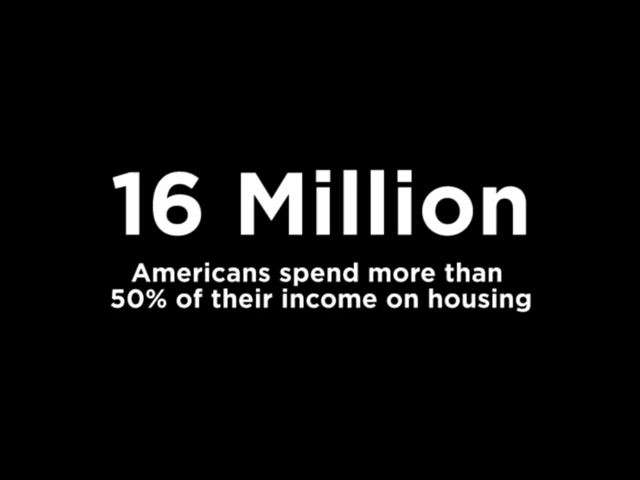 16 Million
Americans spend more than
50% of their income on housing